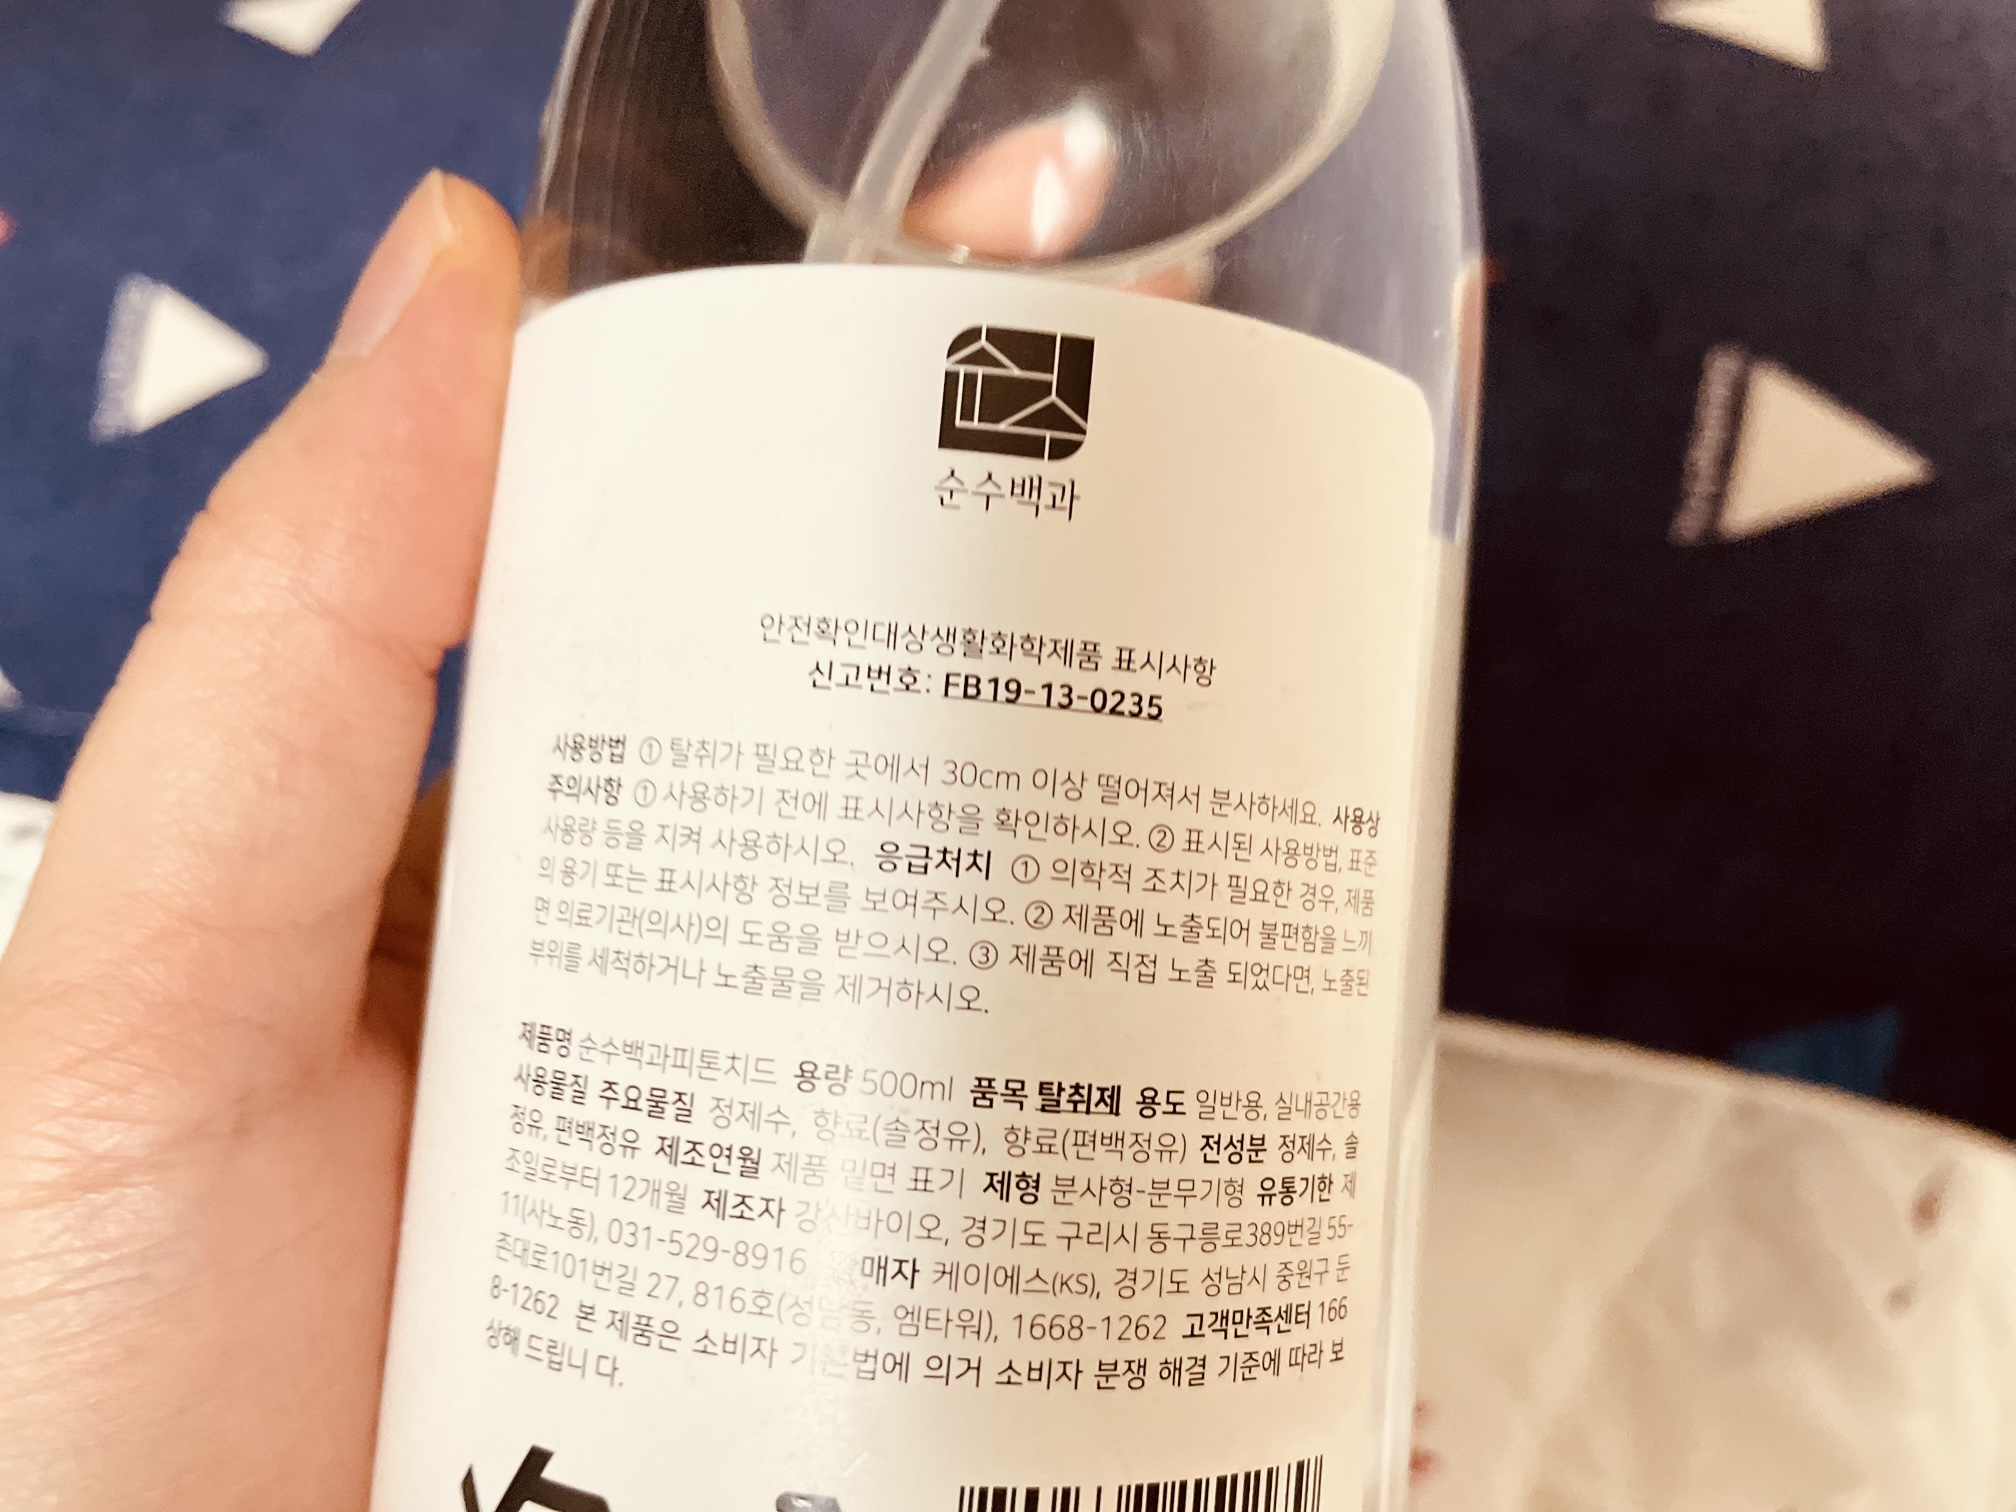 순수백과
안전확인대상생활화학제품 표시사항
신고번호: FB19-13-0235
사용방법 ① 탈취가 필요한 곳에서 30cm 이상 떨어져서 분사하세요. 사용상
주의사항 ① 사용하기 전에 표시사항을 확인하시오. ② 표시된 사용방법, 표준
사용량 등을 지켜 사용하시오. 응급처치 ① 의학적 조치가 필요한 경우, 제품
의 용기 또는 표시사항 정보를 보여주시오. ② 제품에 노출되어 불편함을 느끼
면 의료기관(의사)의 도움을 받으시오. ③ 제품에 직접 노출 되었다면, 노출된
부위를 세척하거나 노출물을 제거하시오.
제품명 순수백과피톤치드 용량 500ml 품목 탈취제 용도 일반용, 실내공간용
사용물질 주요물질 정제수, 향료(솔정유), 향료(편백정유) 전성분 정제수, 솔
정유, 편백정유 제조연월 제품 밑면 표기 제형 분사형-분무기형 유통기한 제
조일로부터 12개월 제조자 강산바이오, 경기도 구리시 동구릉로389번길 55-
11(사노동), 031-529-8916 판매자 케이에스(KS), 경기도 성남시 중원구 둔
촌대로101번길 27, 816호(성남동, 엠타워), 1668-1262 고객만족센터 166
8-1262 본 제품은 소비자 기본법에 의거 소비자 분쟁 해결 기준에 따라 보
상해 드립니 다.